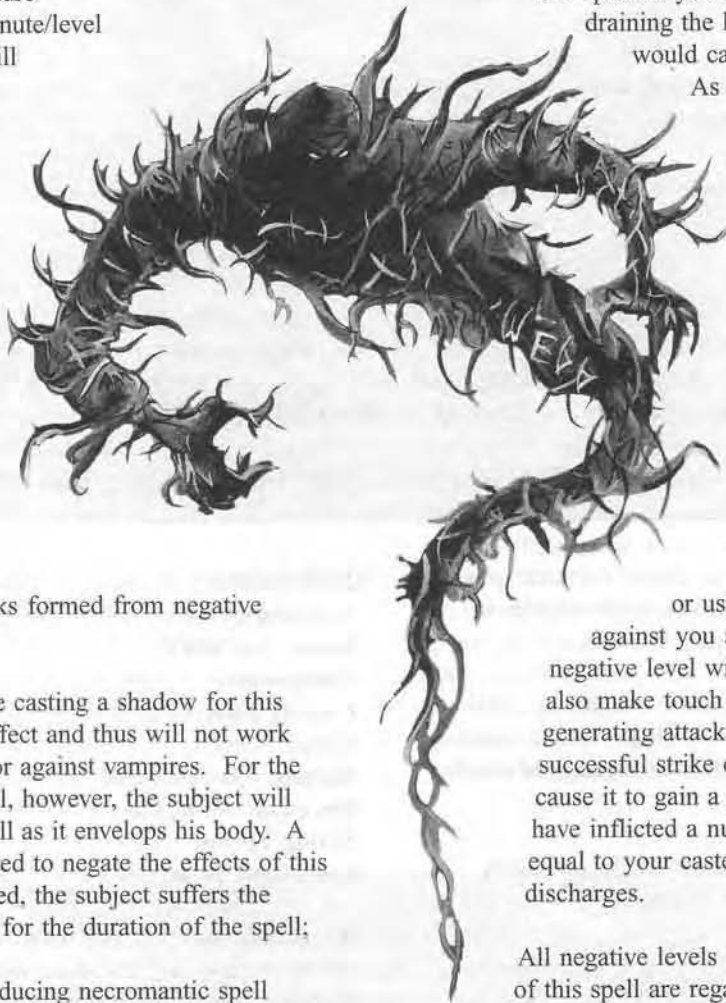 nute/level
ill
ks formed from negative
e casting a shadow for this
ffect and thus will not work
or against vampires. For the
l, however, the subject will
ll as it envelops his body. A
ed to negate the effects of this
ed, the subject suffers the
for the duration of the spell;
ducing necromantic spell
draining the l
would ca
As
or us
against you
negative level wi
also make touch
generating attack
successful strike o
cause it to gain a
have inflicted a nu
equal to your caste
discharges.
All negative levels
of this spell are rega